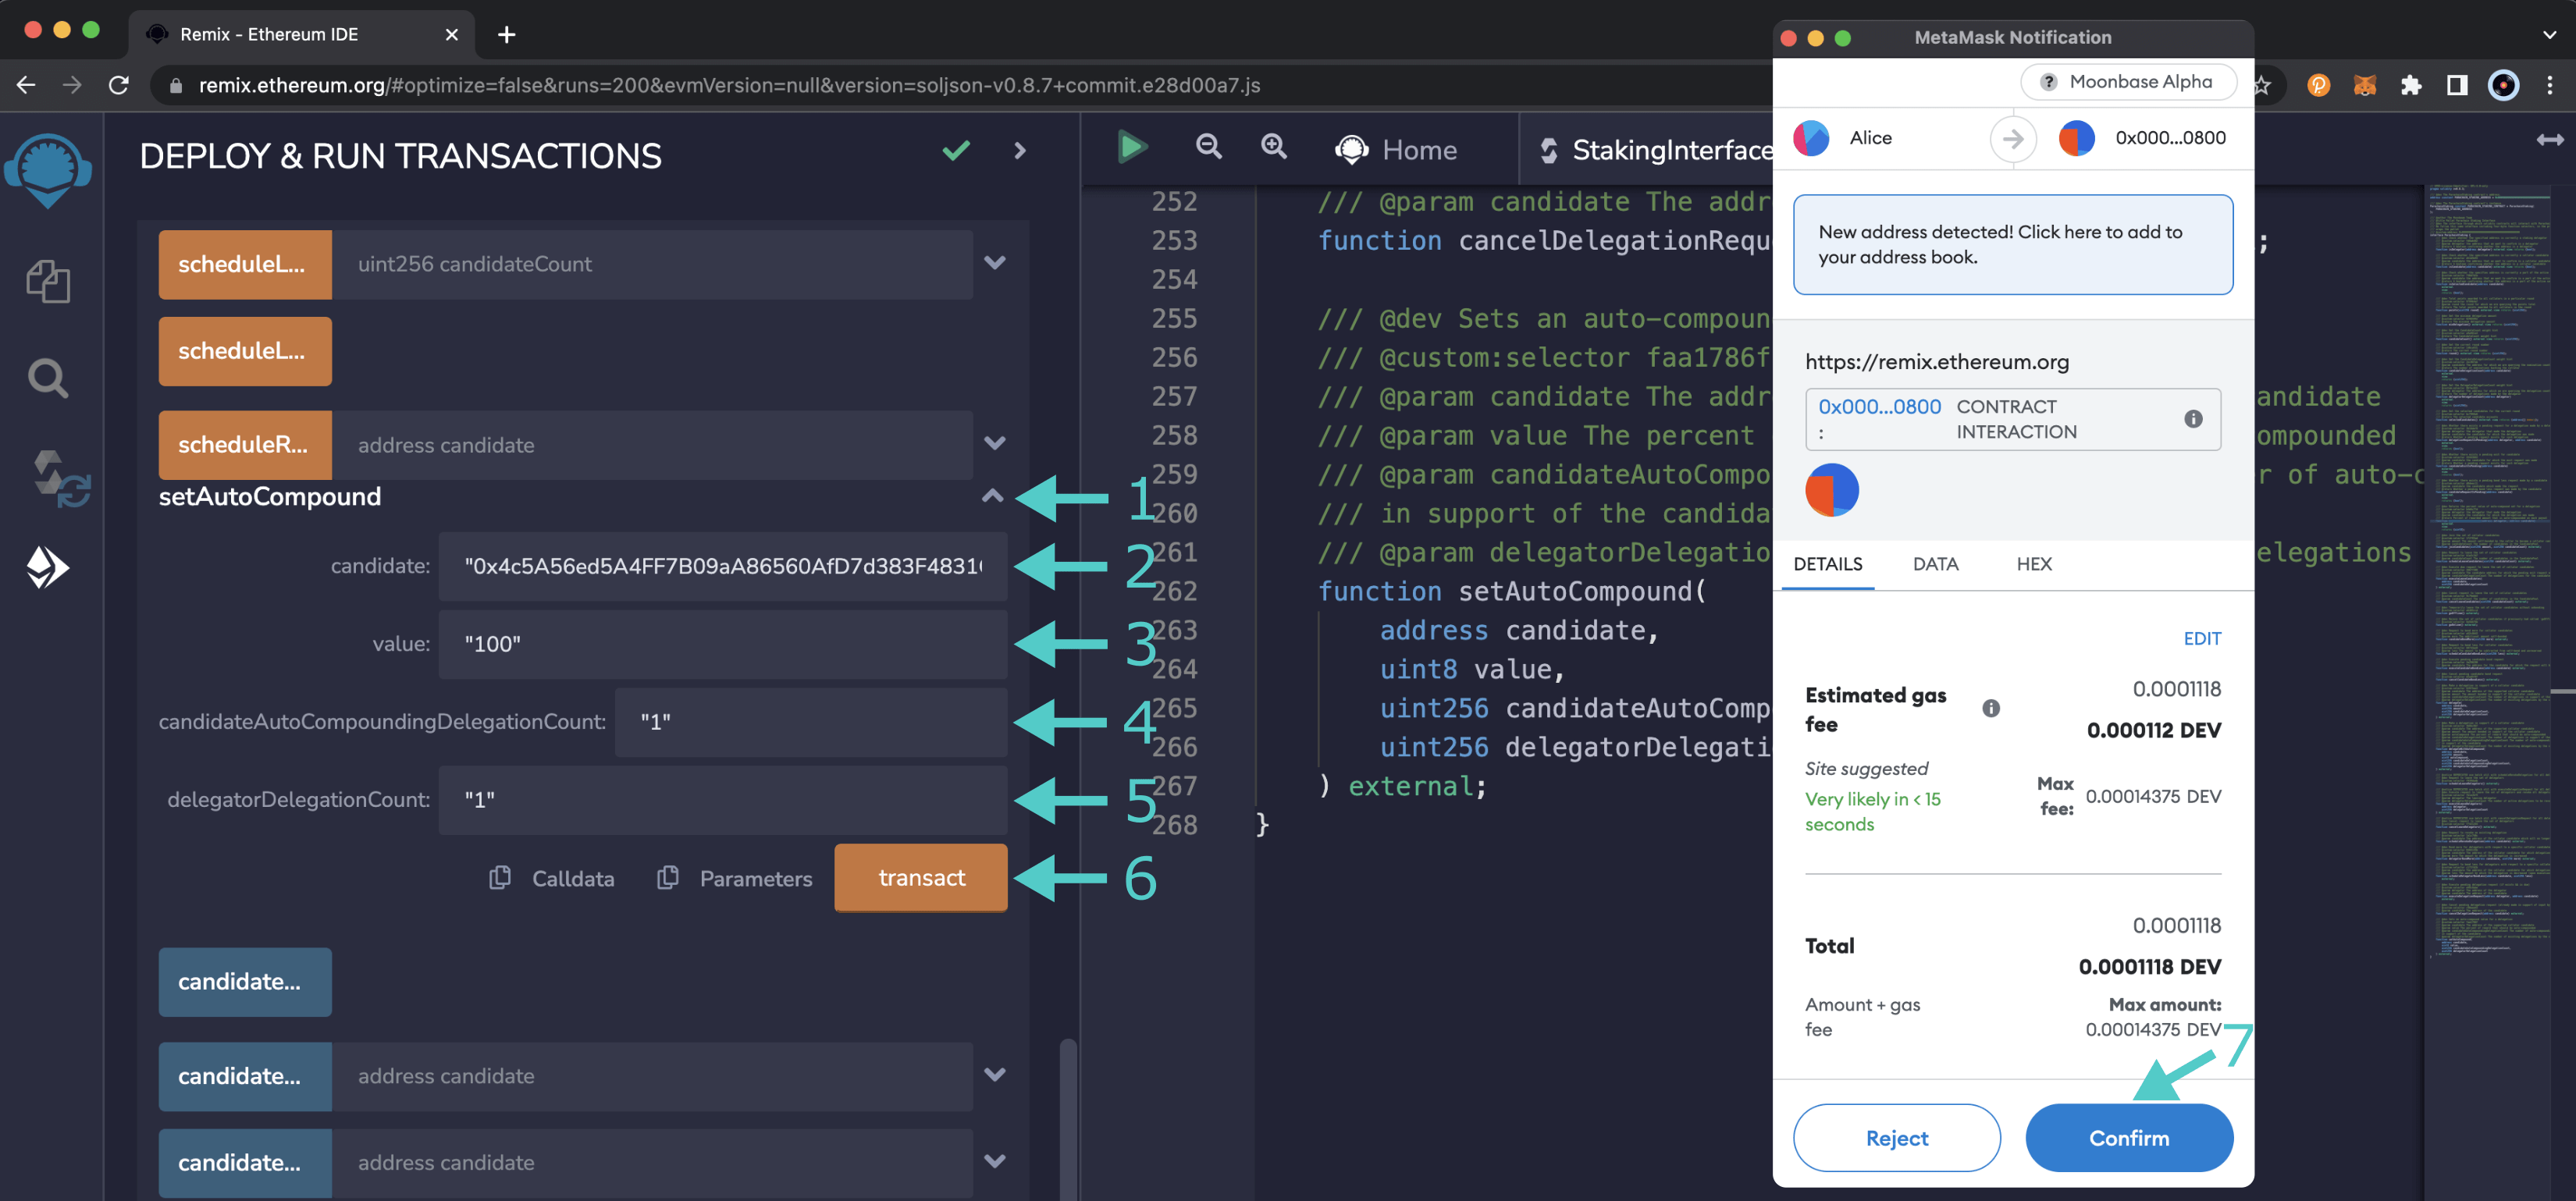 Remix - Ethereum IDE
remix.ethereum.org/#optimize=false&runs=200&evmVersion=null&version=soljson-v0.8.7+commit.e28d00a7.js
DEPLOY & RUN TRANSACTIONS
scheduleL... uint256 candidateCount
scheduleL...
scheduleR... address candidate
setAutoCompound
1
candidate: "0x4c5A56ed5A4FF7B09aA86560AfD7d383F4831
2
value: "100"
3
candidateAutoCompoundingDelegationCount: "1"
4
delegatorDelegationCount: "1"
5
Calldata Parameters transact
6
candidate...
candidate... address candidate
candidate... address candidate
Home StakingInterface
252 /// @param candidate The addr
253 function cancelDelegationReque ;
254
255 /// @dev Sets an auto-compoun
256 /// @custom:selector faa1786f
257 /// @param candidate The addr andidate
258 /// @param value The percent ompounded
259 /// @param candidateAutoCompo r of auto-c
260 /// in support of the candida
261 /// @param delegatorDelegatio elegations
262 function setAutoCompound(
263 address candidate,
264 uint8 value,
265 uint256 candidateAutoComp
266 uint256 delegatorDelegati
267 ) external;
268 }
MetaMask Notification
? Moonbase Alpha
Alice 0x000...0800
New address detected! Click here to add to
your address book.
https://remix.ethereum.org
0x000...0800 CONTRACT
: INTERACTION
DETAILS DATA HEX
EDIT
Estimated gas 0.0001118
fee 0.000112 DEV
Site suggested
Very likely in < 15 Max 0.00014375 DEV
seconds fee:
0.0001118
Total
0.0001118 DEV
Amount + gas Max amount:
fee 0.00014375 DEV
7
Reject Confirm